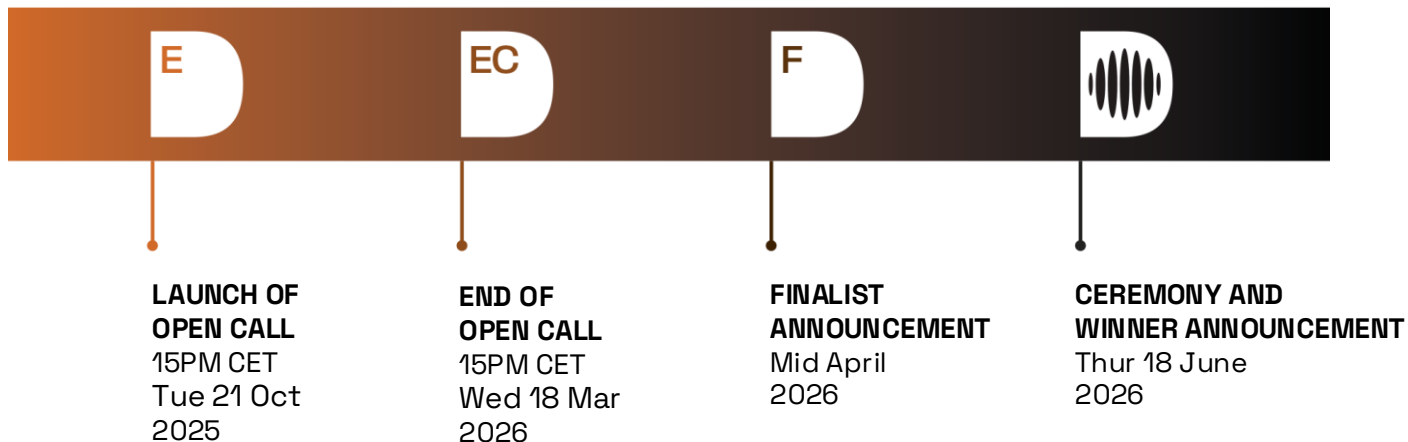 E
EC
F
LAUNCH OF
OPEN CALL
15PM CET
Tue 21 Oct
2025
END OF
OPEN CALL
15PM CET
Wed 18 Mar
2026
FINALIST
ANNOUNCEMENT
Mid April
2026
CEREMONY AND
WINNER ANNOUNCEMENT
Thur 18 June
2026